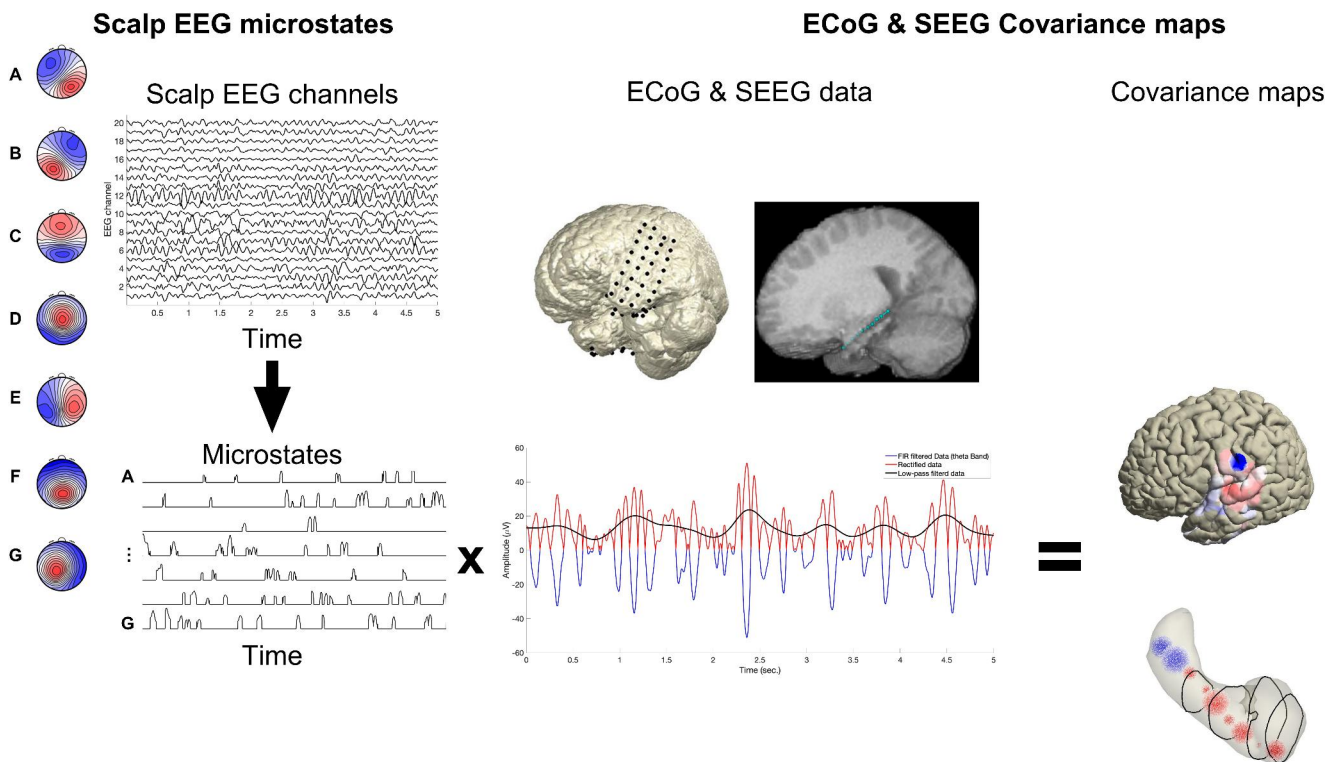 Scalp EEG microstates
ECoG & SEEG Covariance maps
A
B
C
D
E
F
G
Scalp EEG channels
EEG channel
20
18
16
14
12
10
8
6
4
2
0 0.5 1 1.5 2 2.5 3 3.5 4 4.5 5
Time
Microstates
A
⋮
G
Time
x
ECoG & SEEG data
Amplitude (μV)
60
40
20
0
-20
-40
-60
FIR filtered Data (theta Band)
Rectified data
Low-pass filterd data
0 0.5 1 1.5 2 2.5 3 3.5 4 4.5 5
Time (sec.)
=
Covariance maps